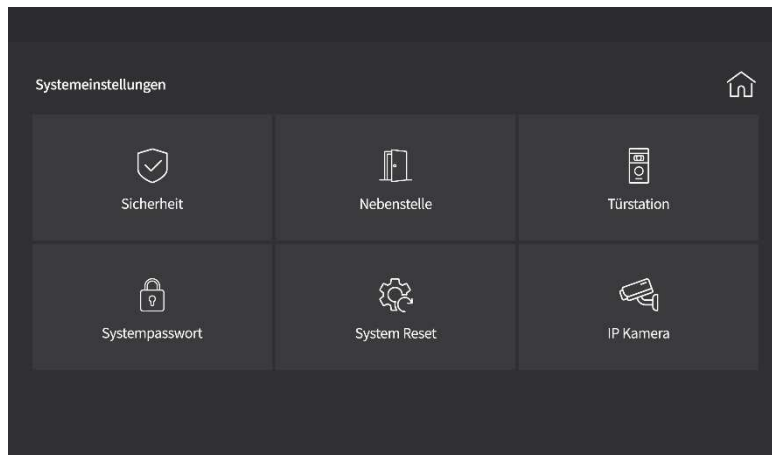 Systemeinstellungen
Sicherheit
Nebenstelle
Türstation
Systempasswort
System Reset
IP Kamera